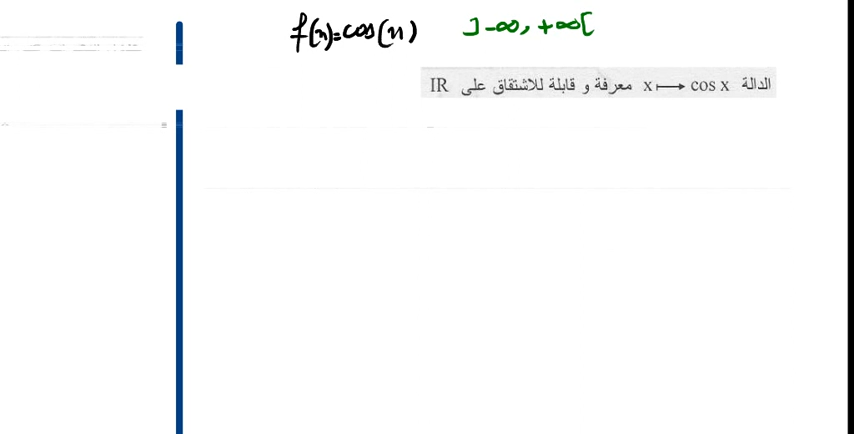 f(x)=cos(x) ]-∞, +∞[
الدالة x ⟼ cos x معرفة و قابلة للاشتقاق على IR